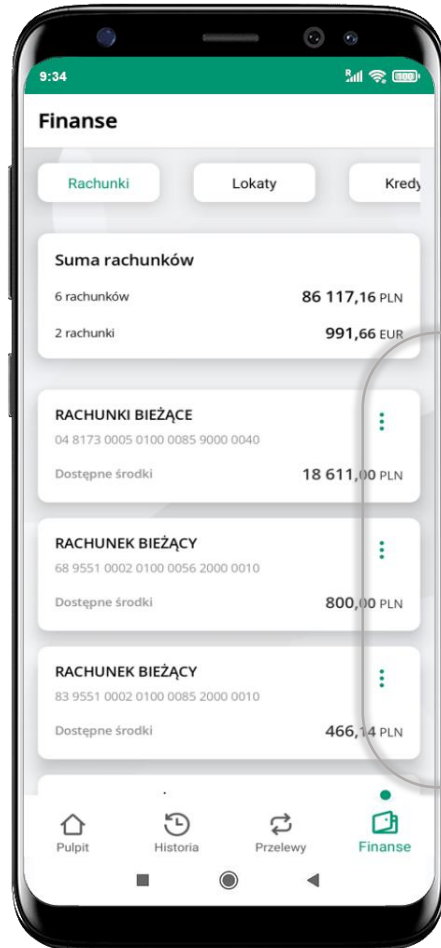 9:34
R
100
Finanse
Rachunki Lokaty Kredy
Suma rachunków
6 rachunków 86 117,16 PLN
2 rachunki 991,66 EUR
RACHUNKI BIEŻĄCE
04 8173 0005 0100 0085 9000 0040
Dostępne środki 18 611,00 PLN
RACHUNEK BIEŻĄCY
68 9551 0002 0100 0056 2000 0010
Dostępne środki 800,00 PLN
RACHUNEK BIEŻĄCY
83 9551 0002 0100 0085 2000 0010
Dostępne środki 466,14 PLN
Pulpit Historia Przelewy Finanse